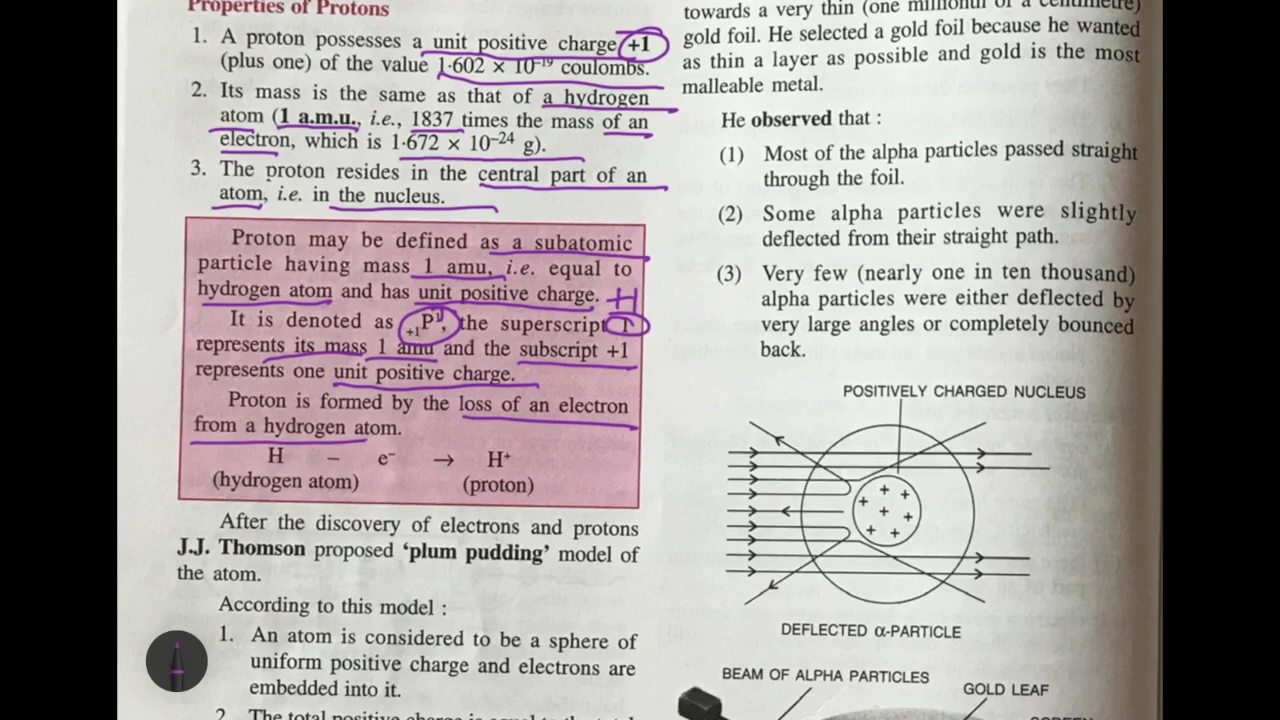 Properties of Protons
1. A proton possesses a unit positive charge +1
(plus one) of the value 1·602 × 10⁻¹⁹ coulombs.
2. Its mass is the same as that of a hydrogen
atom (1 a.m.u., i.e., 1837 times the mass of an
electron, which is 1·672 × 10⁻²⁴ g).
3. The proton resides in the central part of an
atom, i.e. in the nucleus.
Proton may be defined as a subatomic
particle having mass 1 amu, i.e. equal to
hydrogen atom and has unit positive charge. +1
It is denoted as ₊₁P¹, the superscript 1
represents its mass 1 amu and the subscript +1
represents one unit positive charge.
Proton is formed by the loss of an electron
from a hydrogen atom.
H – e⁻ → H⁺
(hydrogen atom) (proton)
After the discovery of electrons and protons
J.J. Thomson proposed ‘plum pudding’ model of
the atom.
According to this model :
1. An atom is considered to be a sphere of
uniform positive charge and electrons are
embedded into it.
2. The total positive charge is equal to the total
towards a very thin (one millionth of a centimetre)
gold foil. He selected a gold foil because he wanted
as thin a layer as possible and gold is the most
malleable metal.
He observed that :
(1) Most of the alpha particles passed straight
through the foil.
(2) Some alpha particles were slightly
deflected from their straight path.
(3) Very few (nearly one in ten thousand)
alpha particles were either deflected by
very large angles or completely bounced
back.
POSITIVELY CHARGED NUCLEUS
+ + + + + + + +
DEFLECTED α-PARTICLE
BEAM OF ALPHA PARTICLES
GOLD LEAF
SCREEN